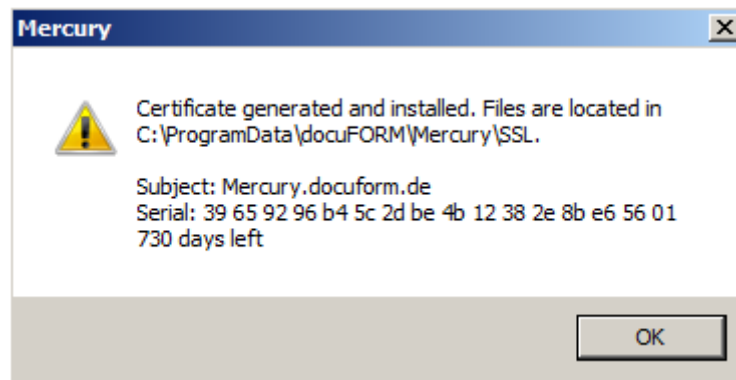 Mercury
Certificate generated and installed. Files are located in
C:\ProgramData\docuFORM\Mercury\SSL.
Subject: Mercury.docuform.de
Serial: 39 65 92 96 b4 5c 2d be 4b 12 38 2e 8b e6 56 01
730 days left
OK